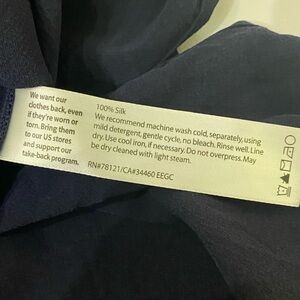 We want our
clothes back, even
if they're worn or
torn. Bring them
to our US stores
and support our
take-back program.
100% Silk
We recommend machine wash cold, separately, using
mild detergent, gentle cycle, no bleach. Rinse well. Line
dry. Use cool iron, if necessary. Do not overpress. May
be dry cleaned with light steam.
RN#78121/CA#34460 EEGC